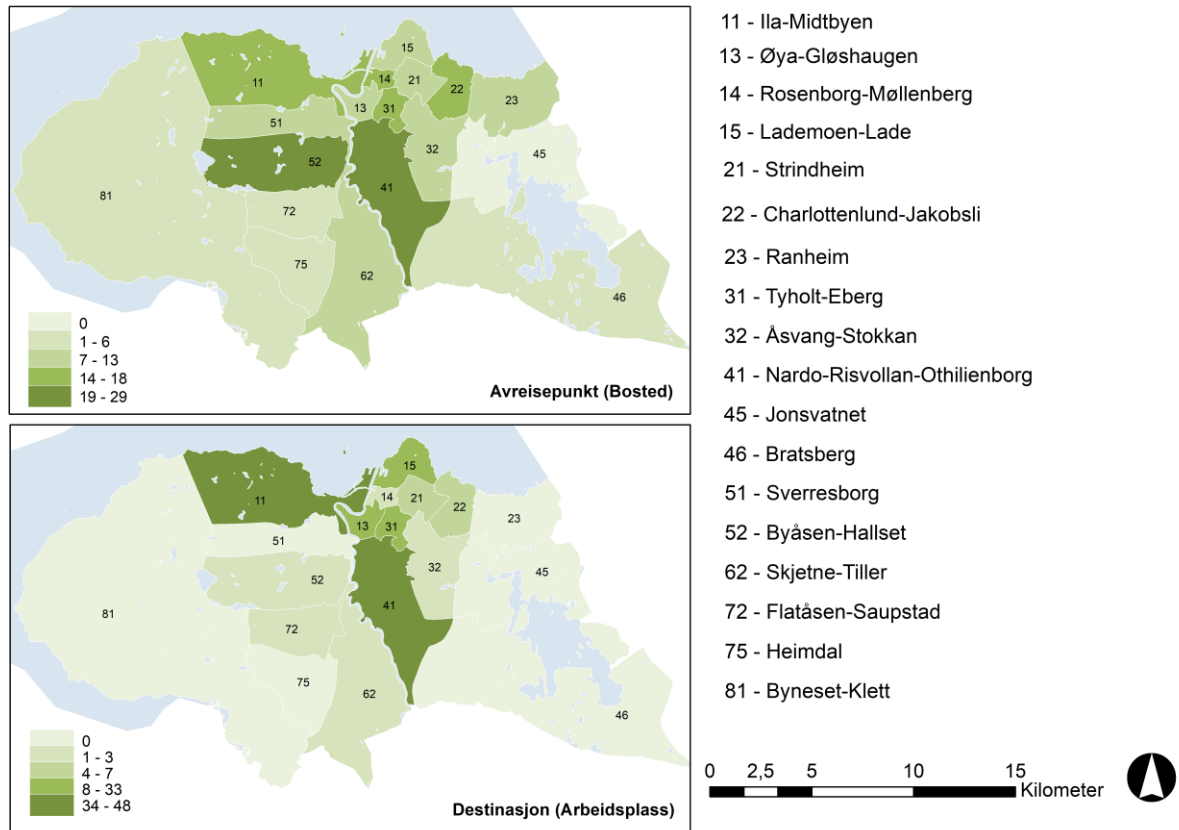 11
15
14
21
22
23
13
31
51
32
45
52
41
81
72
75
62
46
0
1 - 6
7 - 13
14 - 18
19 - 29
Avreisepunkt (Bosted)
15
11
14
21
22
23
13
31
51
32
45
52
41
81
72
75
62
46
0
1 - 3
4 - 7
8 - 33
34 - 48
Destinasjon (Arbeidsplass)
11 - Ila-Midtbyen
13 - Øya-Gløshaugen
14 - Rosenborg-Møllenberg
15 - Lademoen-Lade
21 - Strindheim
22 - Charlottenlund-Jakobsli
23 - Ranheim
31 - Tyholt-Eberg
32 - Åsvang-Stokkan
41 - Nardo-Risvollan-Othilienborg
45 - Jonsvatnet
46 - Bratsberg
51 - Sverresborg
52 - Byåsen-Hallset
62 - Skjetne-Tiller
72 - Flatåsen-Saupstad
75 - Heimdal
81 - Byneset-Klett
0 2,5 5 10 15
Kilometer